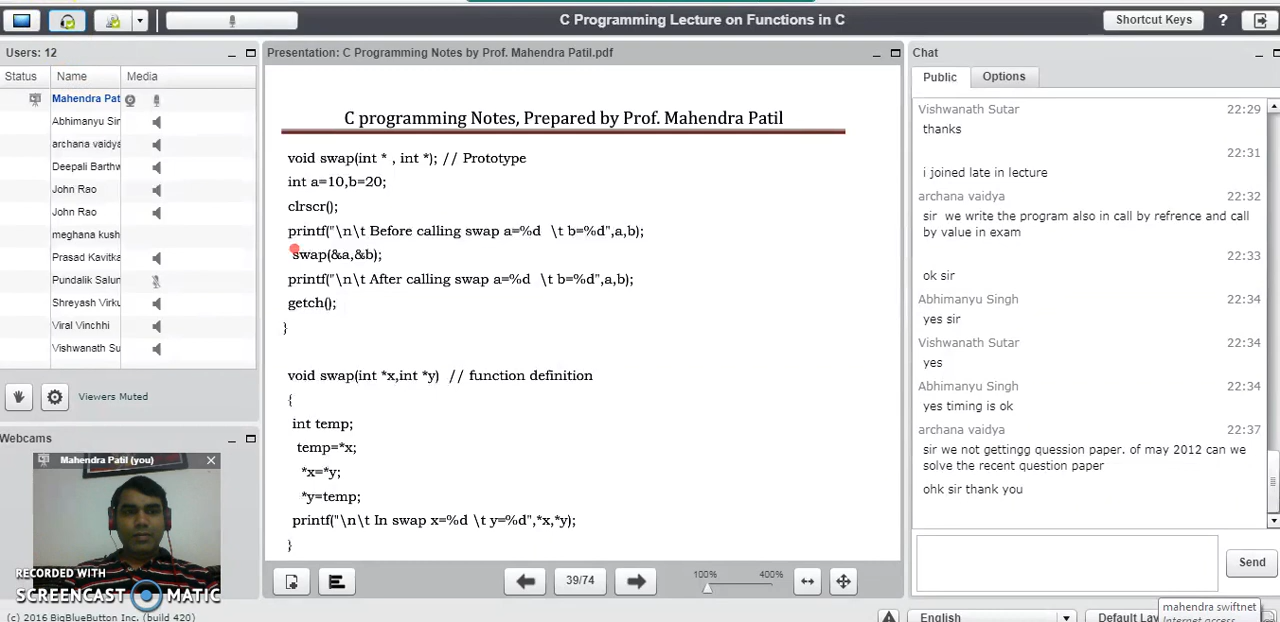 C Programming Lecture on Functions in C
Shortcut Keys
?
Users: 12
Status Name Media
Mahendra Pat
Abhimanyu Sir
archana vaidya
Deepali Barthw
John Rao
John Rao
meghana kush
Prasad Kavitka
Pundalik Salun
Shreyash Virku
Viral Vinchhi
Vishwanath Su
Viewers Muted
Webcams
Mahendra Patil (you)
RECORDED WITH
SCREENCAST MATIC
(c) 2016 BigBlueButton Inc. (build 420)
Presentation: C Programming Notes by Prof. Mahendra Patil.pdf
C programming Notes, Prepared by Prof. Mahendra Patil
void swap(int * , int *); // Prototype
int a=10,b=20;
clrscr();
printf("\n\t Before calling swap a=%d \t b=%d",a,b);
swap(&a,&b);
printf("\n\t After calling swap a=%d \t b=%d",a,b);
getch();
}
void swap(int *x,int *y) // function definition
{
int temp;
temp=*x;
*x=*y;
*y=temp;
printf("\n\t In swap x=%d \t y=%d",*x,*y);
}
39/74
100% 400%
Chat
Public Options
Vishwanath Sutar 22:29
thanks
22:31
i joined late in lecture
archana vaidya 22:32
sir we write the program also in call by refrence and call
by value in exam
22:33
ok sir
Abhimanyu Singh 22:34
yes sir
Vishwanath Sutar 22:34
yes
Abhimanyu Singh 22:34
yes timing is ok
archana vaidya 22:37
sir we not gettingg quession paper. of may 2012 can we
solve the recent question paper
ohk sir thank you
Send
English
Default Lay
mahendra swiftnet
Internet access